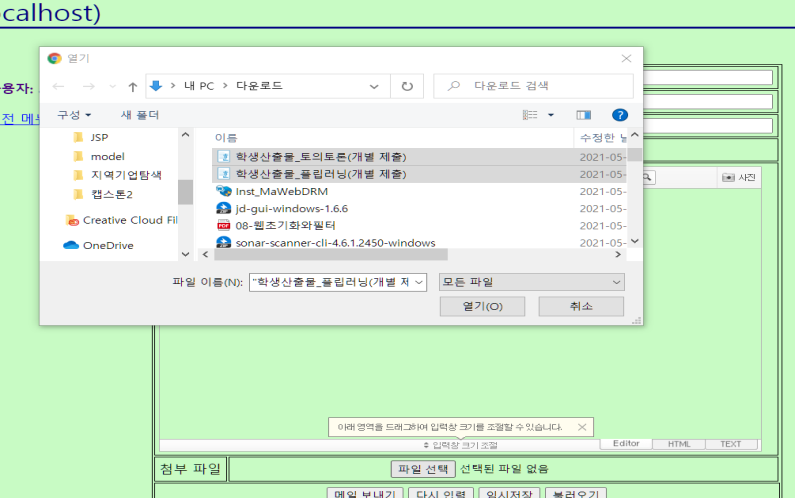 calhost)
열기
내 PC > 다운로드
다운로드 검색
용자:
구성
새 폴더
전 메
JSP
model
지역기업탐색
캡스톤2
Creative Cloud Fil
OneDrive
이름
수정한 날
학생산출물_토의토론(개별 제출)
2021-05-
학생산출물_플립러닝(개별 제출)
2021-05-
Inst_MaWebDRM
2021-05-
jd-gui-windows-1.6.6
2021-05-
08-웹초기화와필터
2021-05-
sonar-scanner-cli-4.6.1.2450-windows
2021-05-
사진
파일 이름(N):
"학생산출물_플립러닝(개별 제
모든 파일
열기(O)
취소
아래 영역을 드래그하여 입력창 크기를 조절할 수 있습니다.
입력창 크기 조절
Editor
HTML
TEXT
첨부 파일
파일 선택
선택된 파일 없음
메일 보내기
다시 입력
임시저장
불러오기